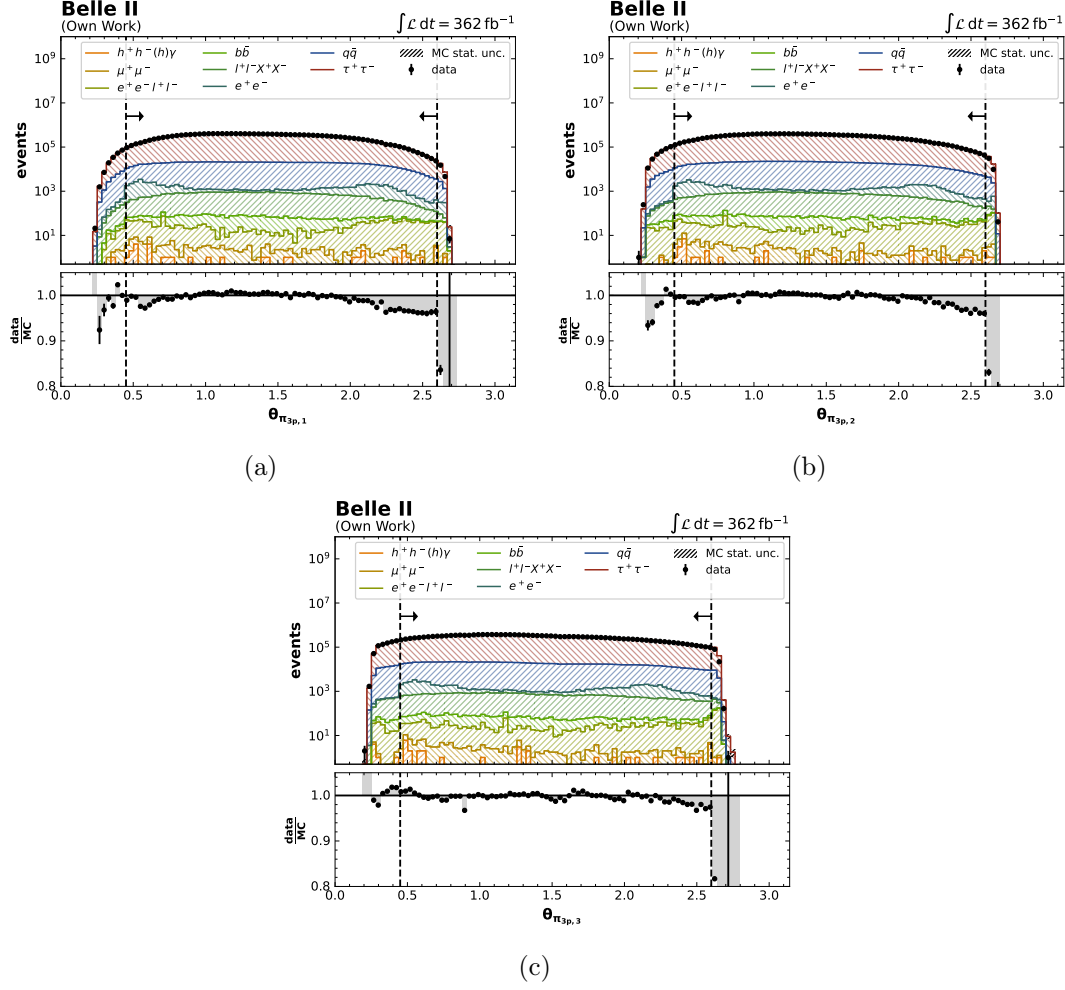 Belle II
(Own Work)
∫ 𝓛 dt = 362 fb⁻¹
h⁺h⁻(h)γ
μ⁺μ⁻
e⁺e⁻l⁺l⁻
bb̄
l⁺l⁻X⁺X⁻
e⁺e⁻
qq̄
τ⁺τ⁻
MC stat. unc.
data
events
10⁹
10⁷
10⁵
10³
10¹
data/MC
1.0
0.9
0.8
0.0 0.5 1.0 1.5 2.0 2.5 3.0
θπ3p,1
(a)
Belle II
(Own Work)
∫ 𝓛 dt = 362 fb⁻¹
h⁺h⁻(h)γ
μ⁺μ⁻
e⁺e⁻l⁺l⁻
bb̄
l⁺l⁻X⁺X⁻
e⁺e⁻
qq̄
τ⁺τ⁻
MC stat. unc.
data
events
10⁹
10⁷
10⁵
10³
10¹
data/MC
1.0
0.9
0.8
0.0 0.5 1.0 1.5 2.0 2.5 3.0
θπ3p,2
(b)
Belle II
(Own Work)
∫ 𝓛 dt = 362 fb⁻¹
h⁺h⁻(h)γ
μ⁺μ⁻
e⁺e⁻l⁺l⁻
bb̄
l⁺l⁻X⁺X⁻
e⁺e⁻
qq̄
τ⁺τ⁻
MC stat. unc.
data
events
10⁹
10⁷
10⁵
10³
10¹
data/MC
1.0
0.9
0.8
0.0 0.5 1.0 1.5 2.0 2.5 3.0
θπ3p,3
(c)